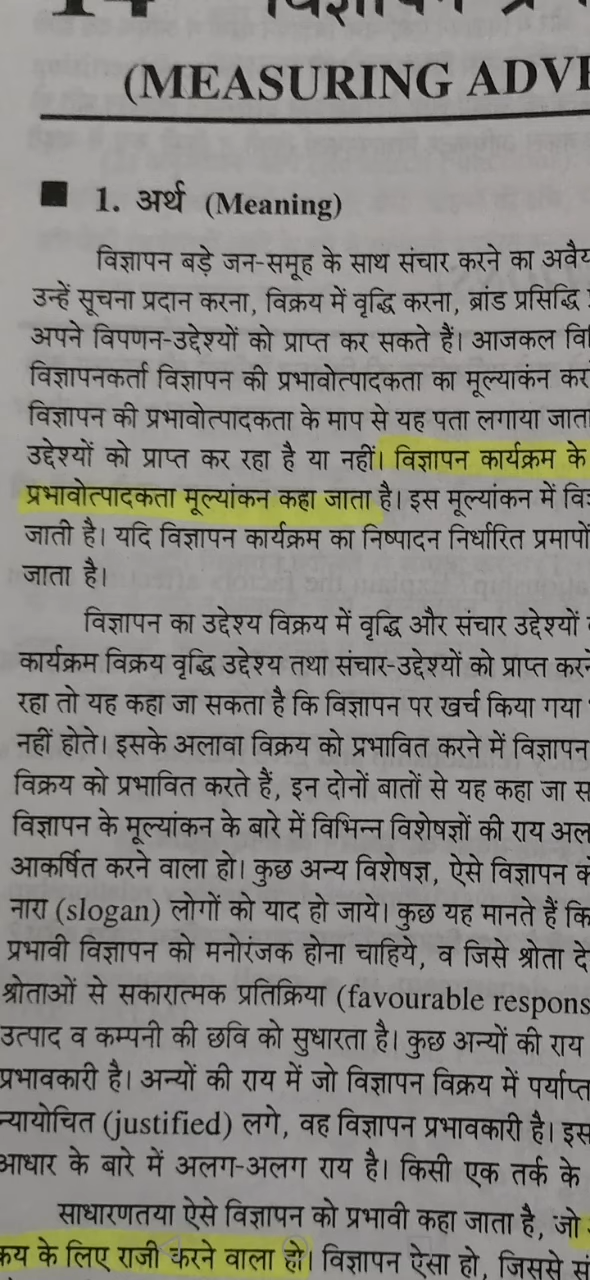 14 विज्ञापन
(MEASURING
■ 1. अर्थ (Meaning)
विज्ञापन बड़े जन-समूह के साथ संचार करने का
उन्हें सूचना प्रदान करना, विक्रय में वृद्धि करना, ब्रांड प्रसिद्धि
अपने विपणन-उद्देश्यों को प्राप्त कर सकते हैं। आजकल
विज्ञापनकर्ता विज्ञापन की प्रभावोत्पादकता का मूल्याकंन कर
विज्ञापन की प्रभावोत्पादकता के माप से यह पता लगाया जाता
उद्देश्यों को प्राप्त कर रहा है या नहीं। विज्ञापन कार्यक्रम के
प्रभावोत्पादकता मूल्यांकन कहा जाता है। इस मूल्यांकन में
जाती है। यदि विज्ञापन कार्यक्रम का निष्पादन निर्धारित प्रमापों
जाता है।
विज्ञापन का उद्देश्य विक्रय में वृद्धि और संचार उद्देश्यों
कार्यक्रम विक्रय वृद्धि उद्देश्य तथा संचार-उद्देश्यों को प्राप्त
रहा तो यह कहा जा सकता है कि विज्ञापन पर खर्च किया गया
नहीं होते। इसके अलावा विक्रय को प्रभावित करने में विज्ञापन
विक्रय को प्रभावित करते हैं, इन दोनों बातों से यह कहा जा
विज्ञापन के मूल्यांकन के बारे में विभिन्न विशेषज्ञों की राय
आकर्षित करने वाला हो। कुछ अन्य विशेषज्ञ, ऐसे विज्ञापन
नारा (slogan) लोगों को याद हो जाये। कुछ यह मानते हैं कि
प्रभावी विज्ञापन को मनोरंजक होना चाहिये, व जिसे श्रोता
श्रोताओं से सकारात्मक प्रतिक्रिया (favourable
उत्पाद व कम्पनी की छवि को सुधारता है। कुछ अन्यों की राय
प्रभावकारी है। अन्यों की राय में जो विज्ञापन विक्रय में पर्याप्त
न्यायोचित (justified) लगे, वह विज्ञापन प्रभावकारी है।
आधार के बारे में अलग-अलग राय है। किसी एक तर्क के
साधारणतया ऐसे विज्ञापन को प्रभावी कहा जाता है, जो
के लिए राजी करने वाला हो। विज्ञापन ऐसा हो, जिससे